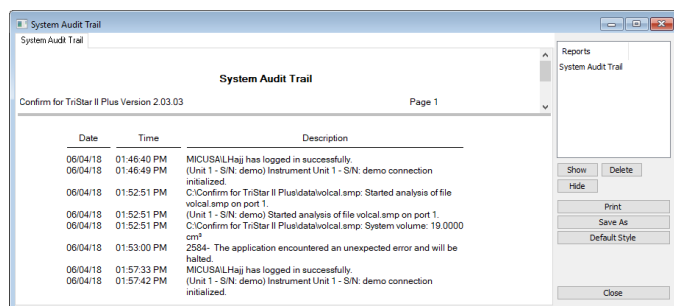 System Audit Trail
System Audit Trail
System Audit Trail
Confirm for TriStar II Plus Version 2.03.03 Page 1
Date Time Description
06/04/18 01:46:40 PM MICUSA\LHajj has logged in successfully.
06/04/18 01:46:49 PM (Unit 1 - S/N: demo) Instrument Unit 1 - S/N: demo connection
initialized.
06/04/18 01:52:51 PM C:\Confirm for TriStar II Plus\data\volcal.smp: Started analysis of file
volcal.smp on port 1.
06/04/18 01:52:51 PM (Unit 1 - S/N: demo) Started analysis of file volcal.smp on port 1.
06/04/18 01:52:51 PM C:\Confirm for TriStar II Plus\data\volcal.smp: System volume: 19.0000
cm³
06/04/18 01:53:00 PM 2584- The application encountered an unexpected error and will be
halted.
06/04/18 01:57:33 PM MICUSA\LHajj has logged in successfully.
06/04/18 01:57:42 PM (Unit 1 - S/N: demo) Instrument Unit 1 - S/N: demo connection
initialized.
Reports
System Audit Trail
Show Delete
Hide
Print
Save As
Default Style
Close